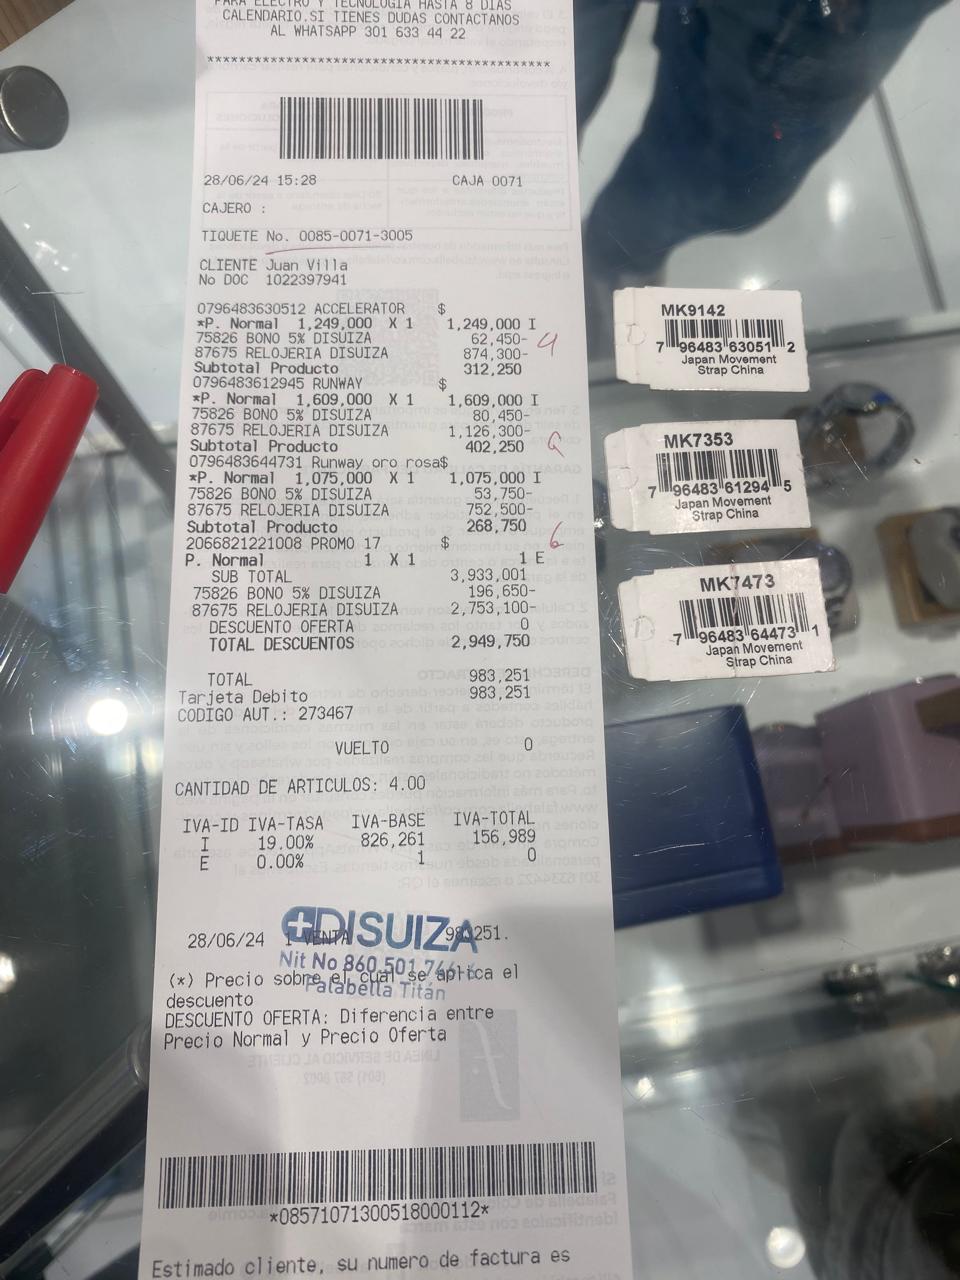 PARA ELECTRO Y TECNOLOGIA HASTA 8 DIAS
CALENDARIO.SI TIENES DUDAS CONTACTANOS
AL WHATSAPP 301 633 44 22
********************************************
28/06/24 15:28 CAJA 0071
CAJERO :
TIQUETE No. 0085-0071-3005
CLIENTE Juan Villa
No DOC 1022397941
0796483630512 ACCELERATOR $
*P. Normal 1,249,000 X 1 1,249,000 I
75826 BONO 5% DISUIZA 62,450-
87675 RELOJERIA DISUIZA 874,300-
Subtotal Producto 312,250
0796483612945 RUNWAY $
*P. Normal 1,609,000 X 1 1,609,000 I
75826 BONO 5% DISUIZA 80,450-
87675 RELOJERIA DISUIZA 1,126,300-
Subtotal Producto 402,250
0796483644731 Runway oro rosa$
*P. Normal 1,075,000 X 1 1,075,000 I
75826 BONO 5% DISUIZA 53,750-
87675 RELOJERIA DISUIZA 752,500-
Subtotal Producto 268,750
2066821221008 PROMO 17 $
P. Normal 1 X 1 1 E
SUB TOTAL 3,933,001
75826 BONO 5% DISUIZA 196,650-
87675 RELOJERIA DISUIZA 2,753,100-
DESCUENTO OFERTA 0
TOTAL DESCUENTOS 2,949,750
TOTAL 983,251
Tarjeta Debito 983,251
CODIGO AUT.: 273467
VUELTO 0
CANTIDAD DE ARTICULOS: 4.00
IVA-ID IVA-TASA IVA-BASE IVA-TOTAL
I 19.00% 826,261 156,989
E 0.00% 1 0
DISUIZA
28/06/24 1 VENTA 983251.
Nit No 860.501.
Falabella Titán
(*) Precio sobre el cual se aplica el
descuento
DESCUENTO OFERTA: Diferencia entre
Precio Normal y Precio Oferta
*08571071300518000112*
Estimado cliente, su numero de factura es
MK9142
7 96483 63051 2
Japan Movement
Strap China
MK7353
7 96483 61294 5
Japan Movement
Strap China
MK7473
7 96483 64473 1
Japan Movement
Strap China